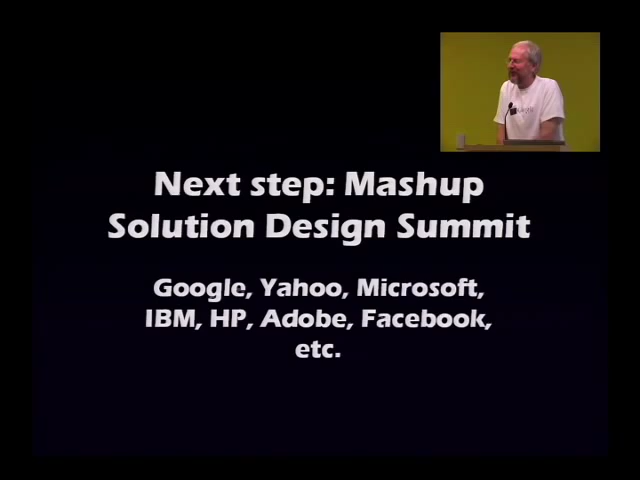 Next step: Mashup
Solution Design Summit
Google, Yahoo, Microsoft,
IBM, HP, Adobe, Facebook,
etc.